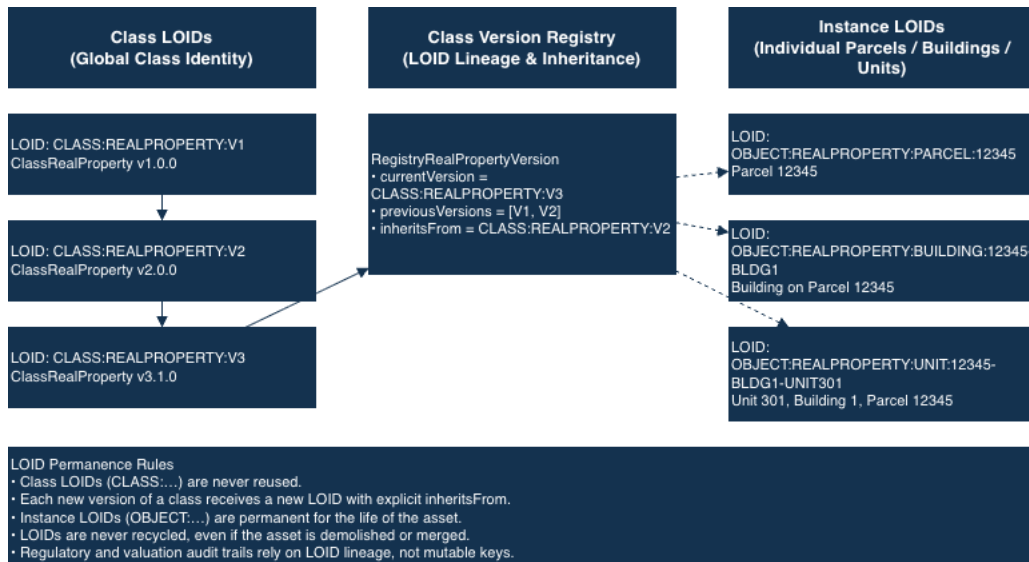 Class LOIDs
(Global Class Identity)
Class Version Registry
(LOID Lineage & Inheritance)
Instance LOIDs
(Individual Parcels / Buildings /
Units)
LOID: CLASS:REALPROPERTY:V1
ClassRealProperty v1.0.0
LOID: CLASS:REALPROPERTY:V2
ClassRealProperty v2.0.0
LOID: CLASS:REALPROPERTY:V3
ClassRealProperty v3.1.0
RegistryRealPropertyVersion
• currentVersion =
CLASS:REALPROPERTY:V3
• previousVersions = [V1, V2]
• inheritsFrom = CLASS:REALPROPERTY:V2
LOID:
OBJECT:REALPROPERTY:PARCEL:12345
Parcel 12345
LOID:
OBJECT:REALPROPERTY:BUILDING:12345-
BLDG1
Building on Parcel 12345
LOID:
OBJECT:REALPROPERTY:UNIT:12345-
BLDG1-UNIT301
Unit 301, Building 1, Parcel 12345
LOID Permanence Rules
• Class LOIDs (CLASS:…) are never reused.
• Each new version of a class receives a new LOID with explicit inheritsFrom.
• Instance LOIDs (OBJECT:…) are permanent for the life of the asset.
• LOIDs are never recycled, even if the asset is demolished or merged.
• Regulatory and valuation audit trails rely on LOID lineage, not mutable keys.